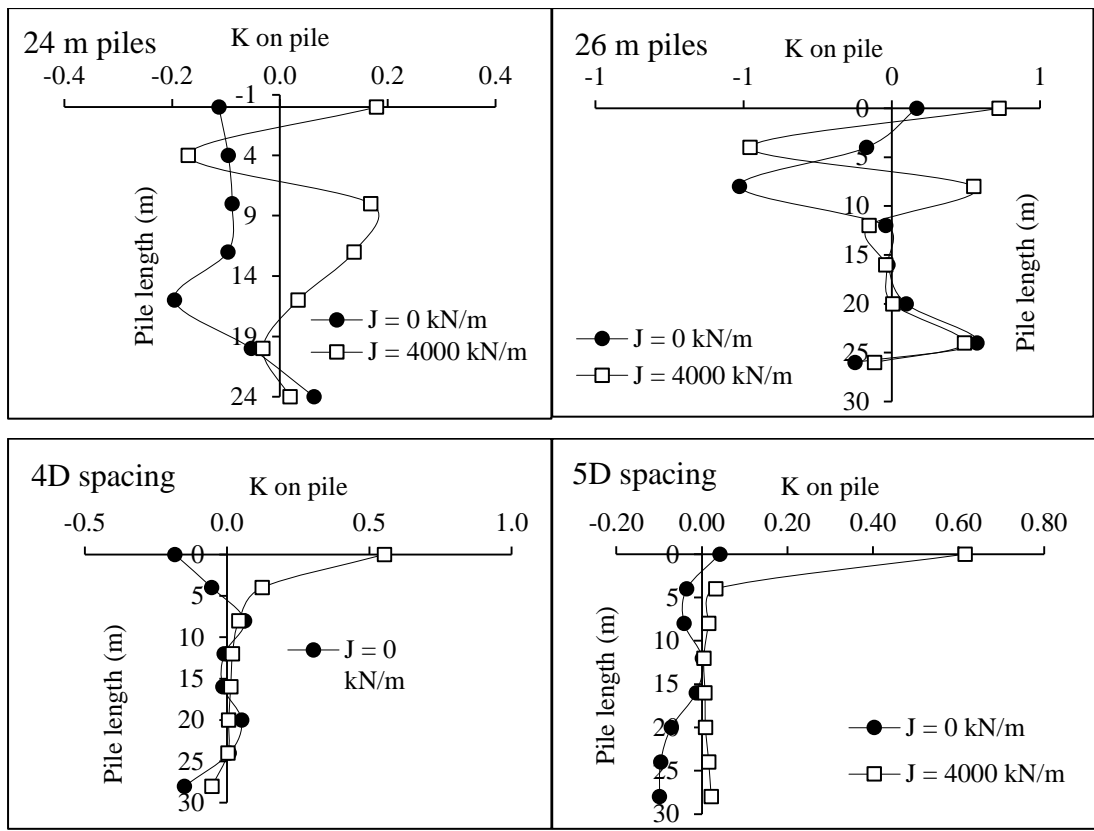 24 m piles
K on pile
-0.4 -0.2 0.0 0.2 0.4
-1
4
9
14
19
24
Pile length (m)
J = 0 kN/m
J = 4000 kN/m
26 m piles
K on pile
-1 -1 0 1
0
5
10
15
20
25
30
Pile length (m)
J = 0 kN/m
J = 4000 kN/m
4D spacing
K on pile
-0.5 0.0 0.5 1.0
0
5
10
15
20
25
30
Pile length (m)
J = 0
kN/m
5D spacing
K on pile
-0.20 0.00 0.20 0.40 0.60 0.80
0
5
10
15
20
25
30
Pile length (m)
J = 0 kN/m
J = 4000 kN/m